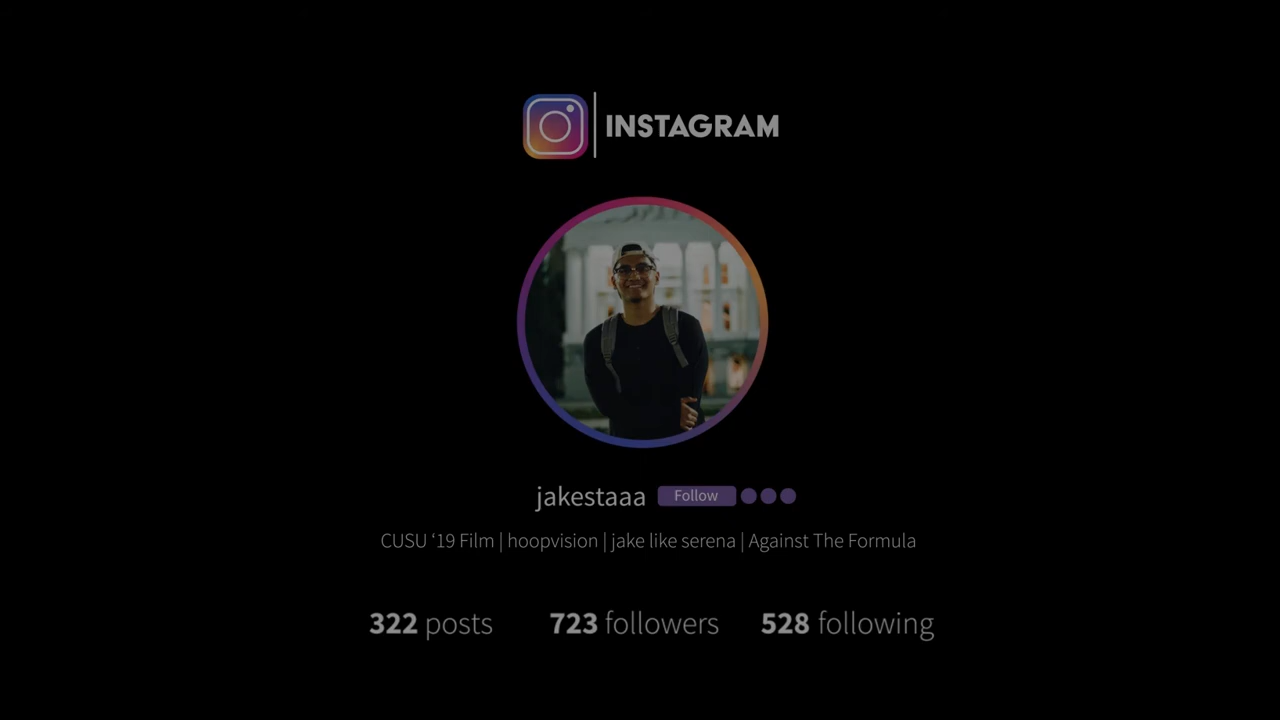 INSTAGRAM
jakestaaa Follow
CUSU ‘19 Film | hoopvision | jake like serena | Against The Formula
322 posts 723 followers 528 following